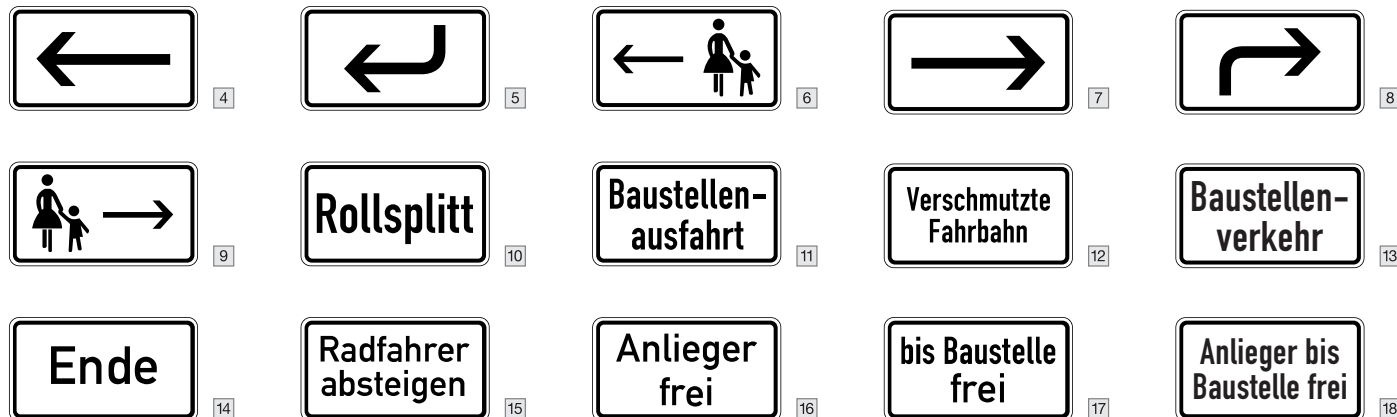 4
5
6
7
8
9
Rollsplitt
10
Baustellen-
ausfahrt
11
Verschmutzte
Fahrbahn
12
Baustellen-
verkehr
13
Ende
14
Radfahrer
absteigen
15
Anlieger
frei
16
bis Baustelle
frei
17
Anlieger bis
Baustelle frei
18